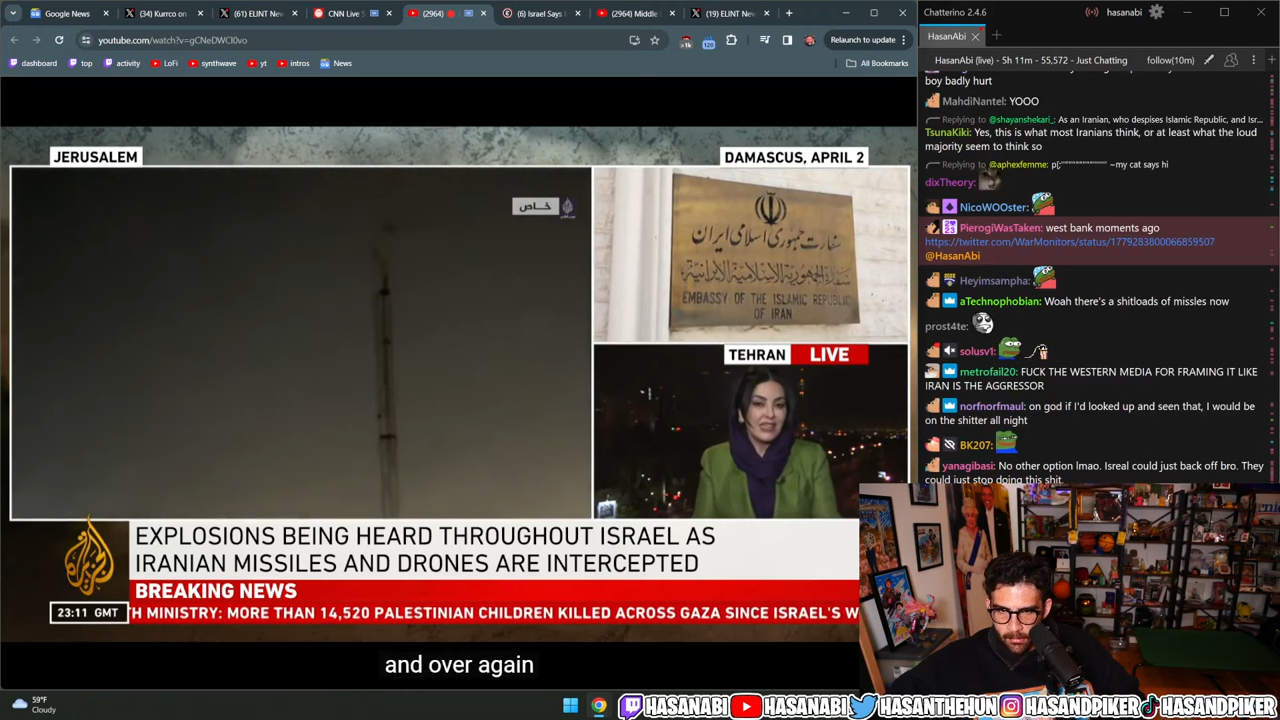 Google News
(34) Kurrco on
(61) ELINT New
CNN Live S
(2964)
(6) Israel Says
(2964) Middle
(19) ELINT New
youtube.com/watch?v=gCNeDWCI0vo
Relaunch to update
dashboard
top
activity
LoFi
synthwave
yt
intros
News
All Bookmarks
JERUSALEM
DAMASCUS, APRIL 2
خاص
سفارت جمهوری اسلامی ایران
سفارة الجمهورية الإسلامية الإيرانية
EMBASSY OF THE ISLAMIC REPUBLIC
OF IRAN
TEHRAN LIVE
EXPLOSIONS BEING HEARD THROUGHOUT ISRAEL AS
IRANIAN MISSILES AND DRONES ARE INTERCEPTED
BREAKING NEWS
23:11 GMT
TH MINISTRY: MORE THAN 14,520 PALESTINIAN CHILDREN KILLED ACROSS GAZA SINCE ISRAEL'S W
and over again
59°F
Cloudy
Chatterino 2.4.6
hasanabi
HasanAbi
HasanAbi (live) - 5h 11m - 55,572 - Just Chatting
follow(10m)
boy badly hurt
MahdiNantel: YOOO
Replying to @shayanshekari_: As an Iranian, who despises Islamic Republic, and Isr...
TsunaKiki: Yes, this is what most Iranians think, or at least what the loud
majority seem to think so
Replying to @aphexfemme: ~my cat says hi
dixTheory:
NicoWOOster:
PierogiWasTaken: west bank moments ago
https://twitter.com/WarMonitors/status/1779283800066859507
@HasanAbi
Heyimsampha:
aTechnophobian: Woah there's a shitloads of missles now
prost4te:
solusv1:
metrofail20: FUCK THE WESTERN MEDIA FOR FRAMING IT LIKE
IRAN IS THE AGGRESSOR
norfnorfmaul: on god if I'd looked up and seen that, I would be
on the shitter all night
BK207:
yanagibasi: No other option lmao. Isreal could just back off bro. They
could just stop doing this shit.
HASANABI
HASANABI
HASANTHEHUN
HASANDPIKER
HASANDPIKER